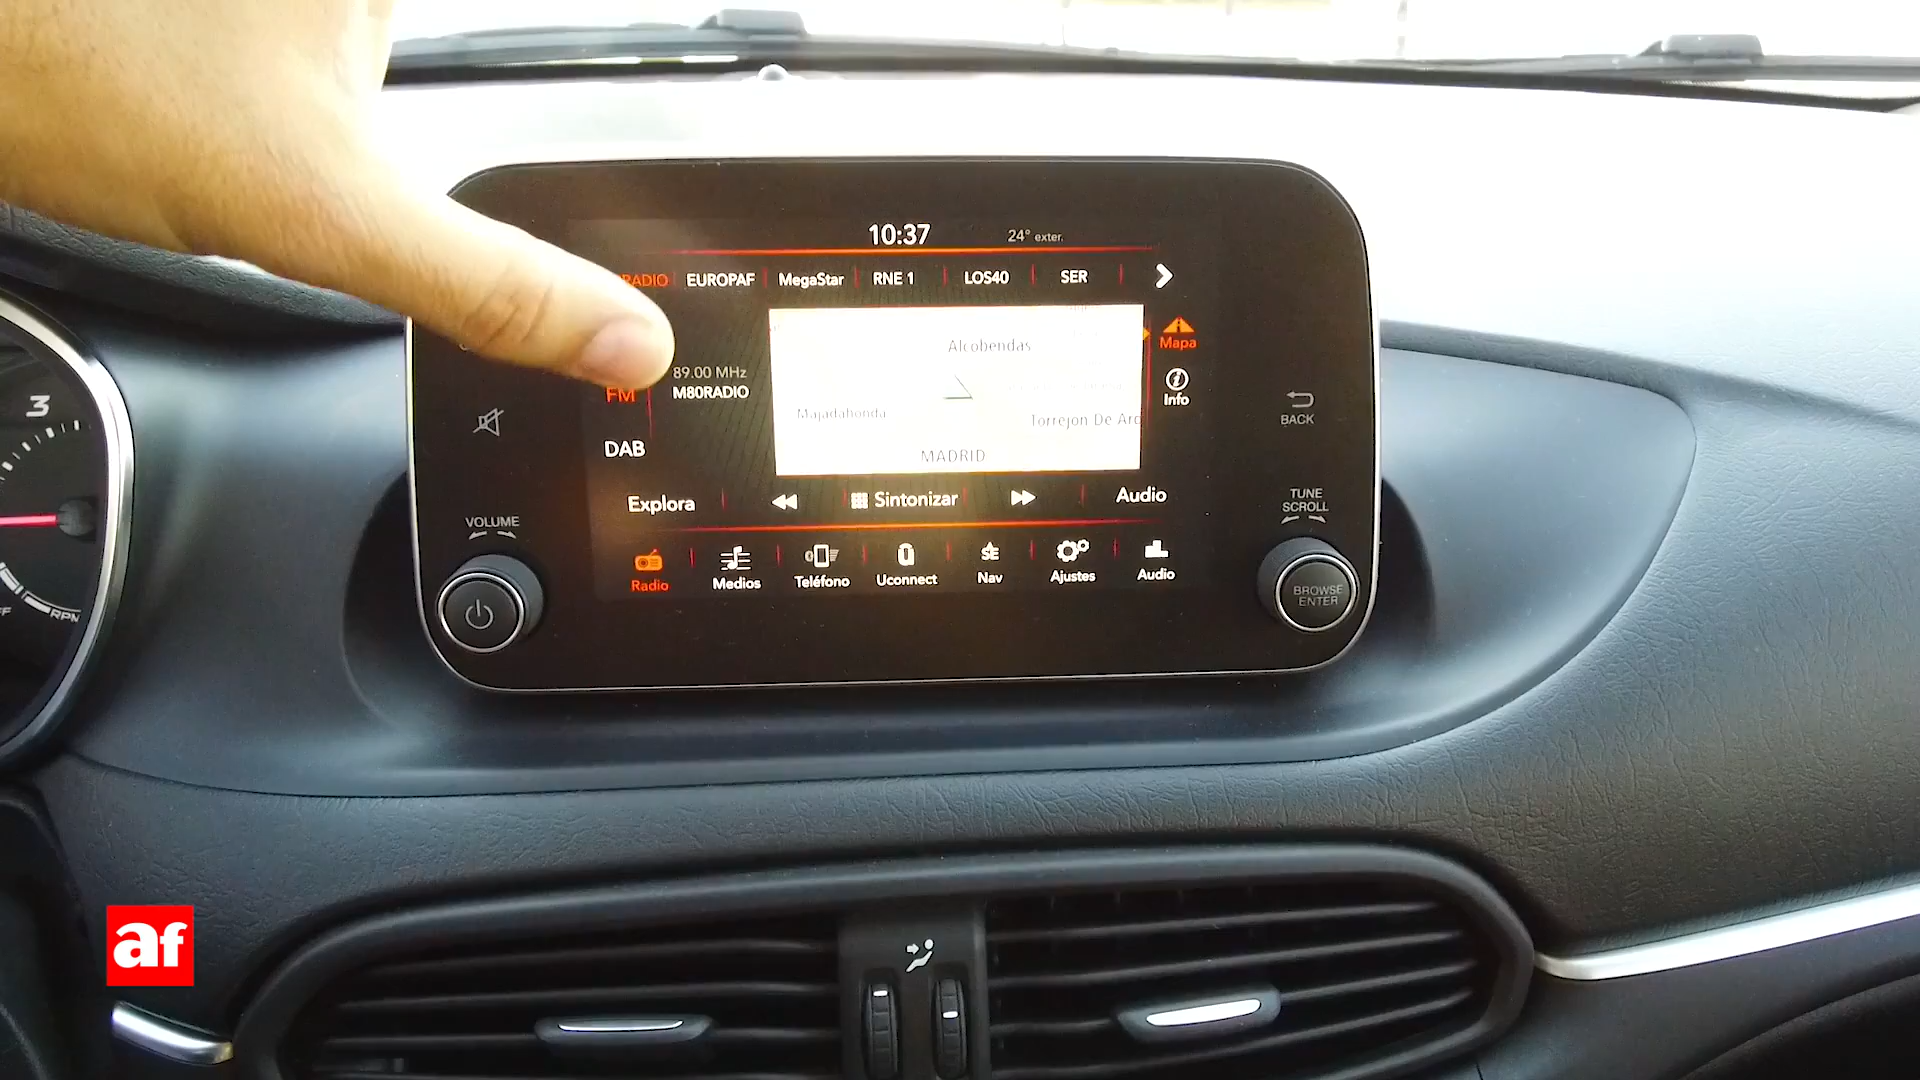 10:37 24° exter.
RADIO EUROPAF MegaStar RNE 1 LOS40 SER
Alcobendas
Mapa
89.00 MHz
FM M80RADIO
Info
Majadahonda
Torrejon De Ard
MADRID
DAB
BACK
Explora Sintonizar Audio
VOLUME
TUNE
SCROLL
Radio Medios Teléfono Uconnect Nav Ajustes Audio
BROWSE
ENTER
3
RPM
af